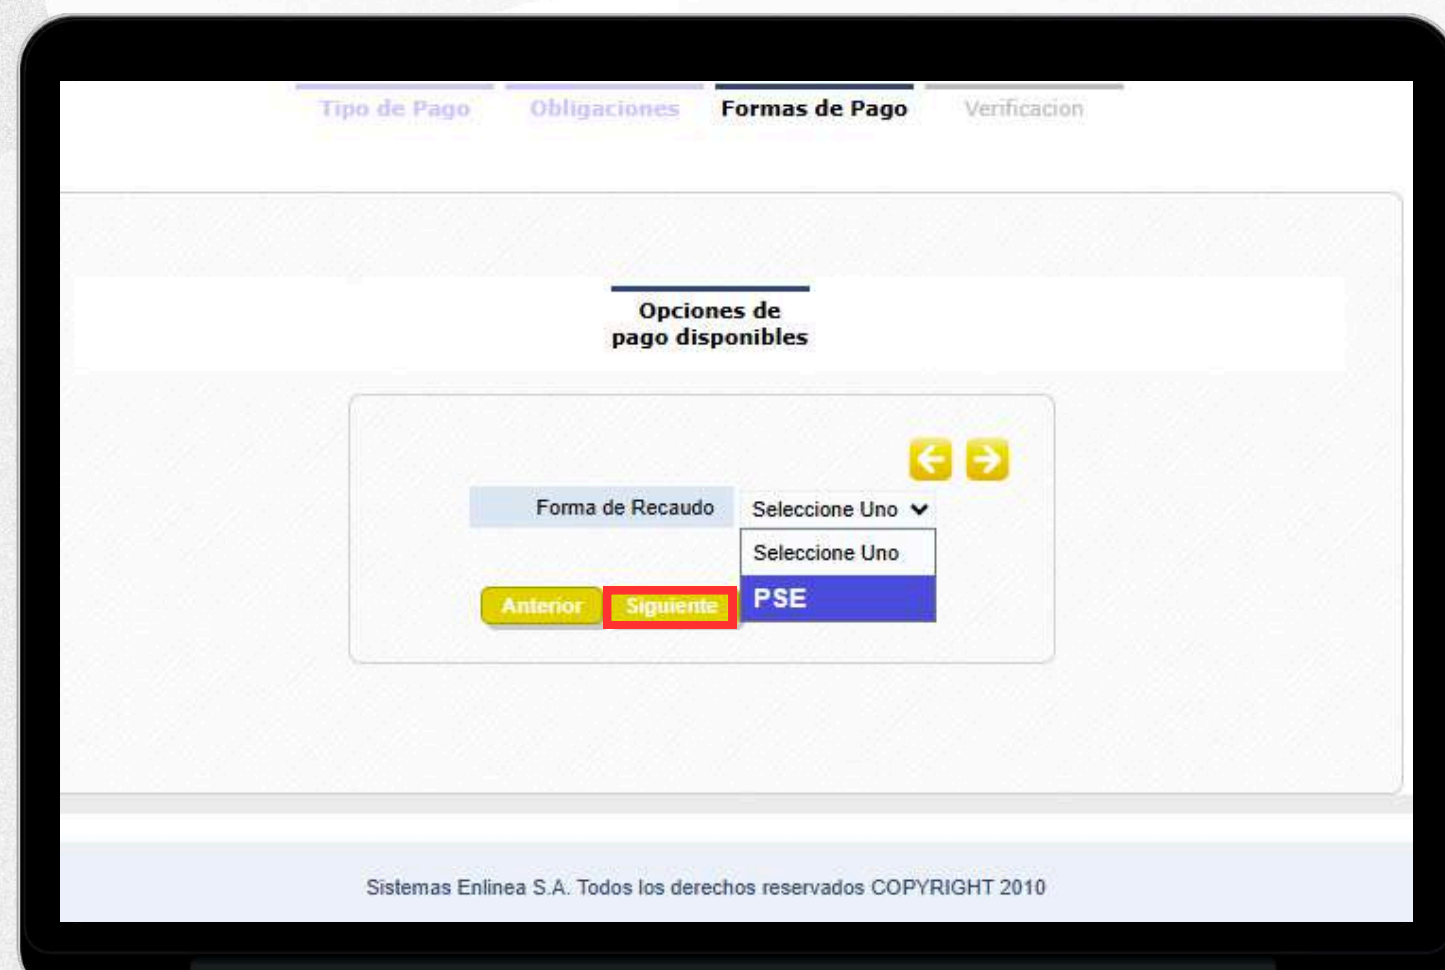 Tipo de Pago Obligaciones Formas de Pago Verificacion
Opciones de
pago disponibles
Forma de Recaudo Seleccione Uno
Seleccione Uno
Anterior Siguiente PSE
Sistemas Enlinea S.A. Todos los derechos reservados COPYRIGHT 2010